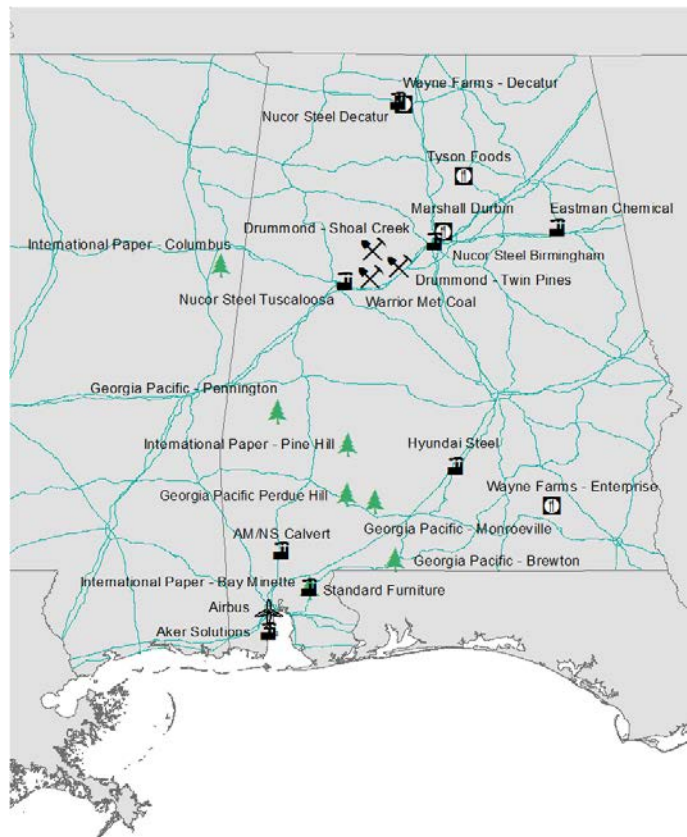 Wayne Farms - Decatur
Nucor Steel Decatur
Tyson Foods
Marshall Durbin
Eastman Chemical
Drummond - Shoal Creek
International Paper - Columbus
Nucor Steel Birmingham
Drummond - Twin Pines
Nucor Steel Tuscaloosa
Warrior Met Coal
Georgia Pacific - Pennington
International Paper - Pine Hill
Hyundai Steel
Wayne Farms - Enterprise
Georgia Pacific Perdue Hill
Georgia Pacific - Monroeville
AM/NS Calvert
Georgia Pacific - Brewton
International Paper - Bay Minette
Standard Furniture
Airbus
Aker Solutions